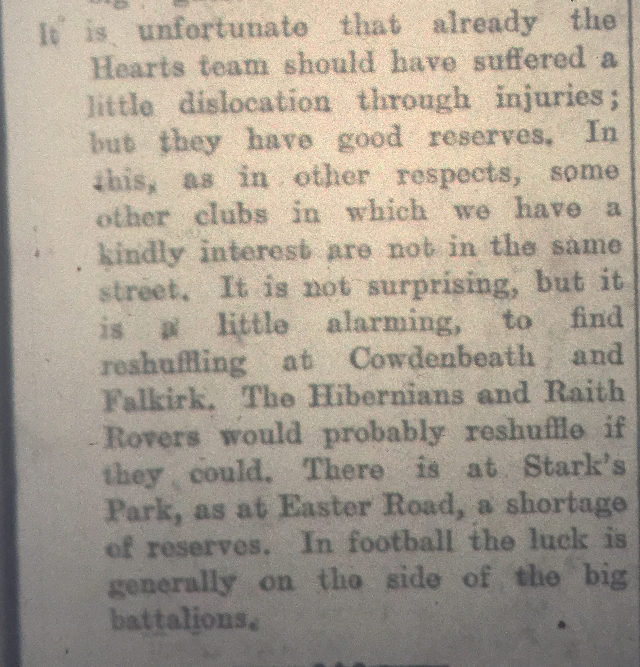 It is unfortunate that already the
Hearts team should have suffered a
little dislocation through injuries;
but they have good reserves. In
this, as in other respects, some
other clubs in which we have a
kindly interest are not in the same
street. It is not surprising, but it
is a little alarming, to find
reshuffling at Cowdenbeath and
Falkirk. The Hibernians and Raith
Rovers would probably reshuffle if
they could. There is at Stark's
Park, as at Easter Road, a shortage
of reserves. In football the luck is
generally on the side of the big
battalions.